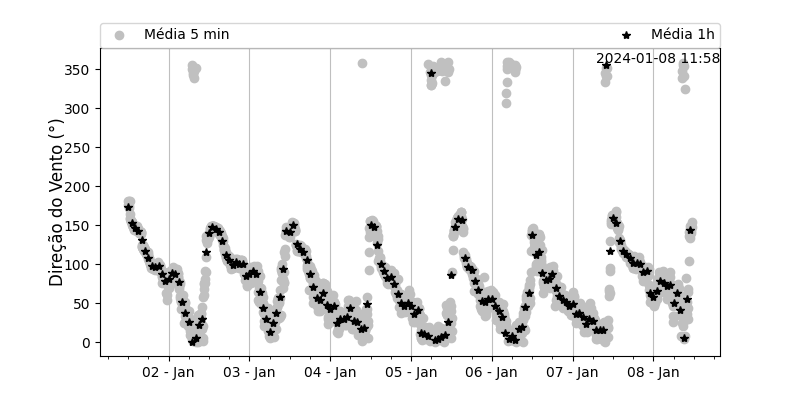 Média 5 min
Média 1h
2024-01-08 11:58
Direção do Vento (°)
350
300
250
200
150
100
50
0
02 - Jan
03 - Jan
04 - Jan
05 - Jan
06 - Jan
07 - Jan
08 - Jan